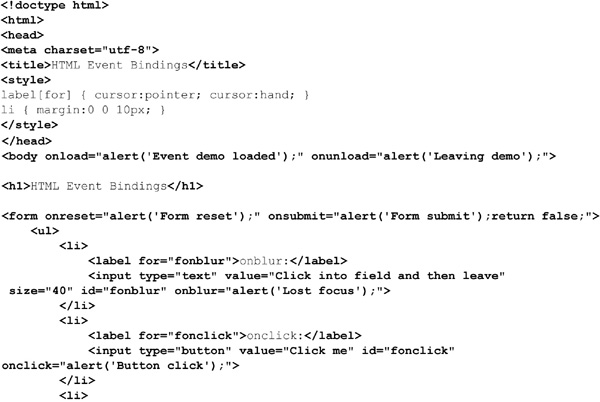 <!doctype html>
<html>
<head>
<meta charset="utf-8">
<title>HTML Event Bindings</title>
<style>
label[for] { cursor:pointer; cursor:hand; }
li { margin:0 0 10px; }
</style>
</head>
<body onload="alert('Event demo loaded');" onunload="alert('Leaving demo');">
<h1>HTML Event Bindings</h1>
<form onreset="alert('Form reset');" onsubmit="alert('Form submit');return false;">
<ul>
<li>
<label for="fonblur">onblur:</label>
<input type="text" value="Click into field and then leave"
size="40" id="fonblur" onblur="alert('Lost focus');">
</li>
<li>
<label for="fonclick">onclick:</label>
<input type="button" value="Click me" id="fonclick"
onclick="alert('Button click');">
</li>
<li>